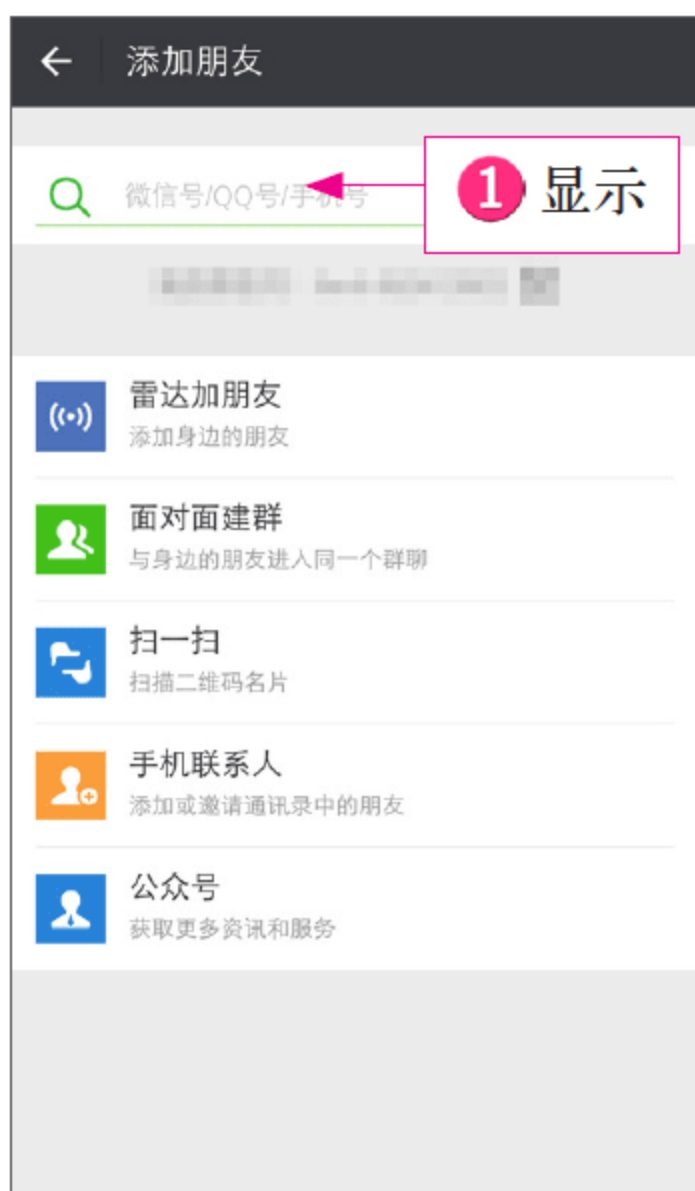 添加朋友
微信号/QQ号/手机号
1 显示
雷达加朋友
添加身边的朋友
面对面建群
与身边的朋友进入同一个群聊
扫一扫
扫描二维码名片
手机联系人
添加或邀请通讯录中的朋友
公众号
获取更多资讯和服务